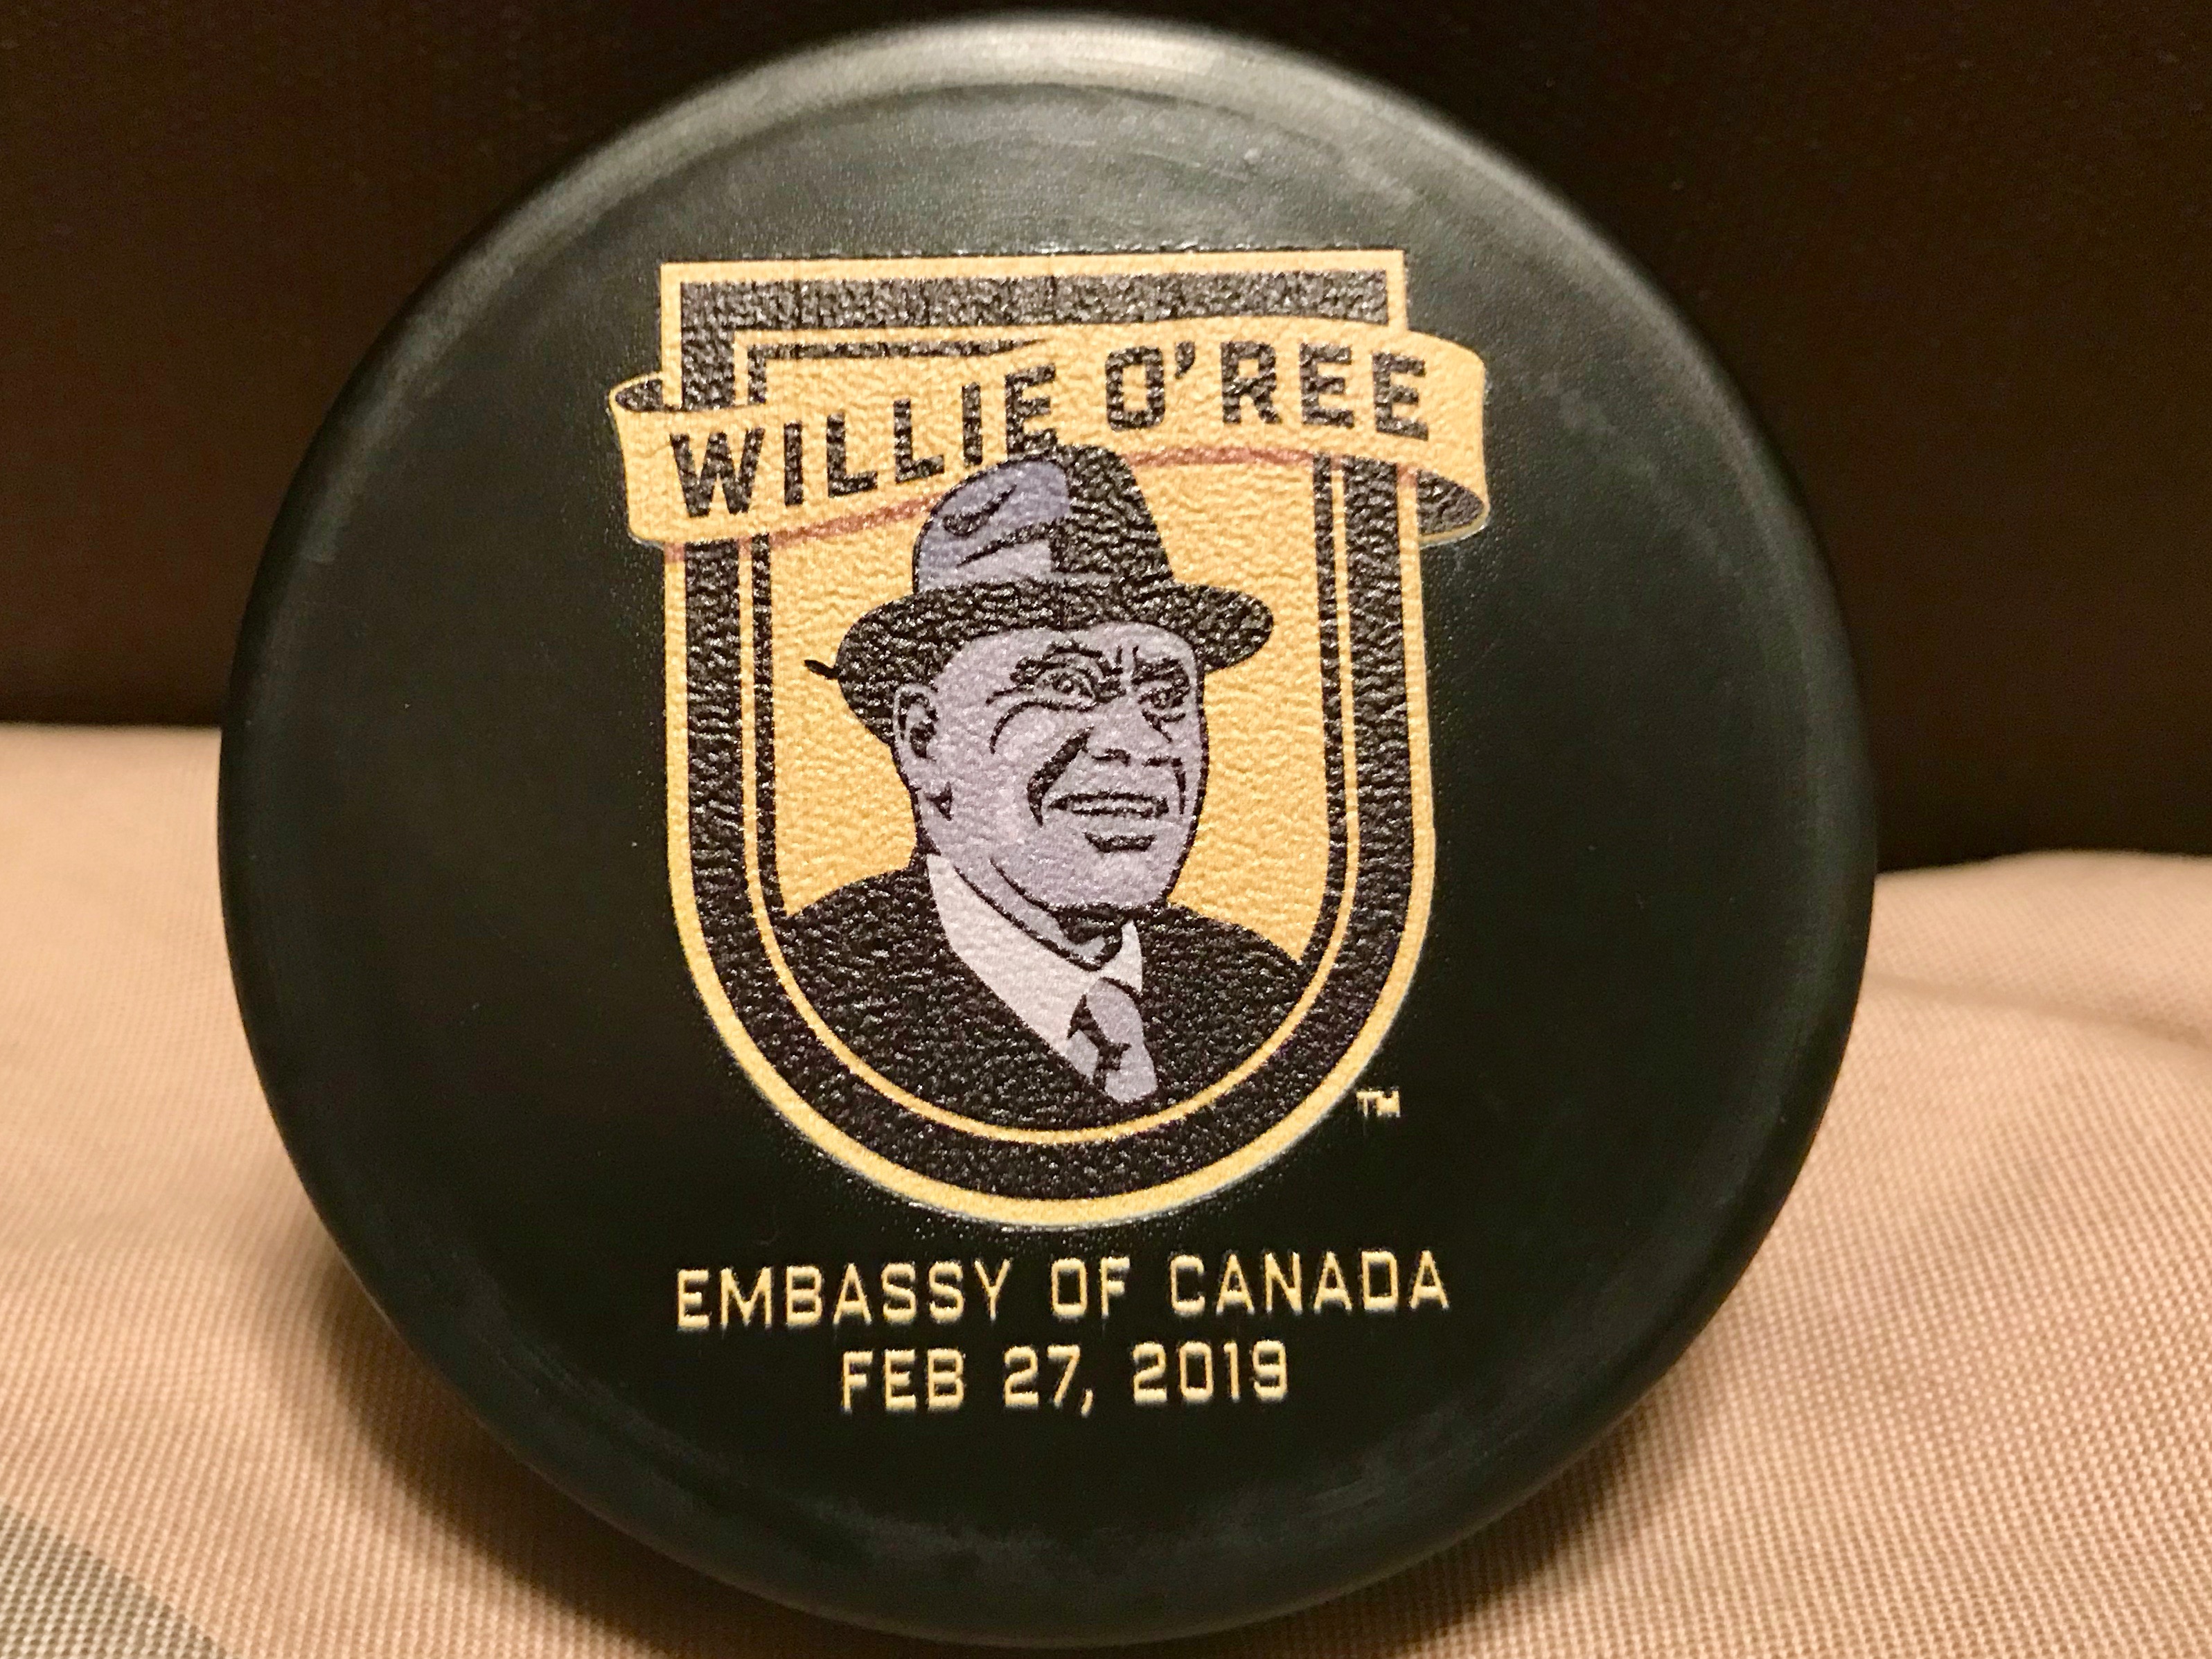 WILLIE O'REE
TM
EMBASSY OF CANADA
FEB 27, 2019